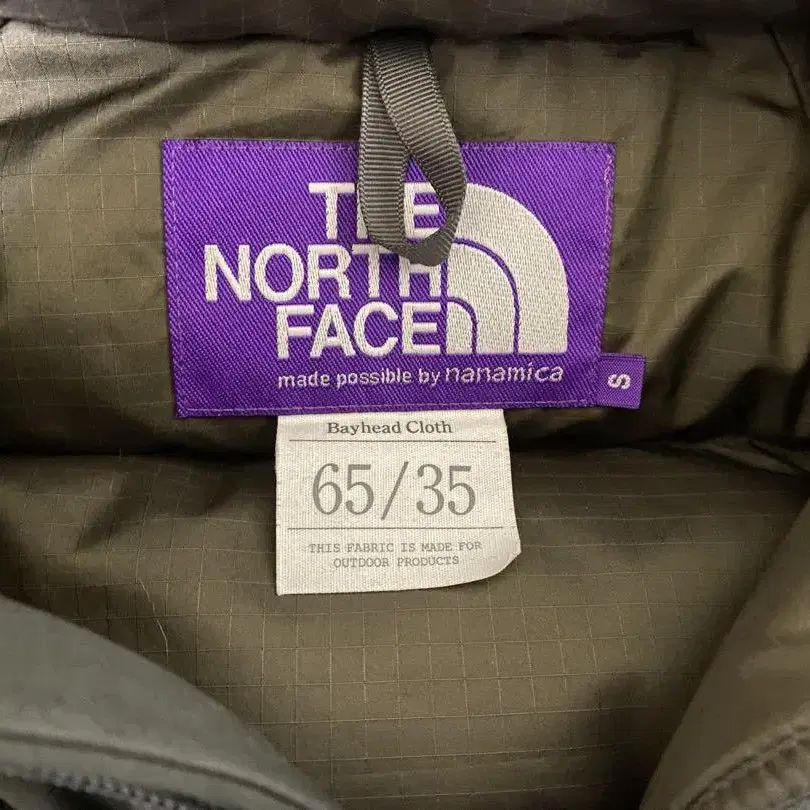 THE
NORTH
FACE
made possible by nanamica
S
Bayhead Cloth
65/35
THIS FABRIC IS MADE FOR
OUTDOOR PRODUCTS